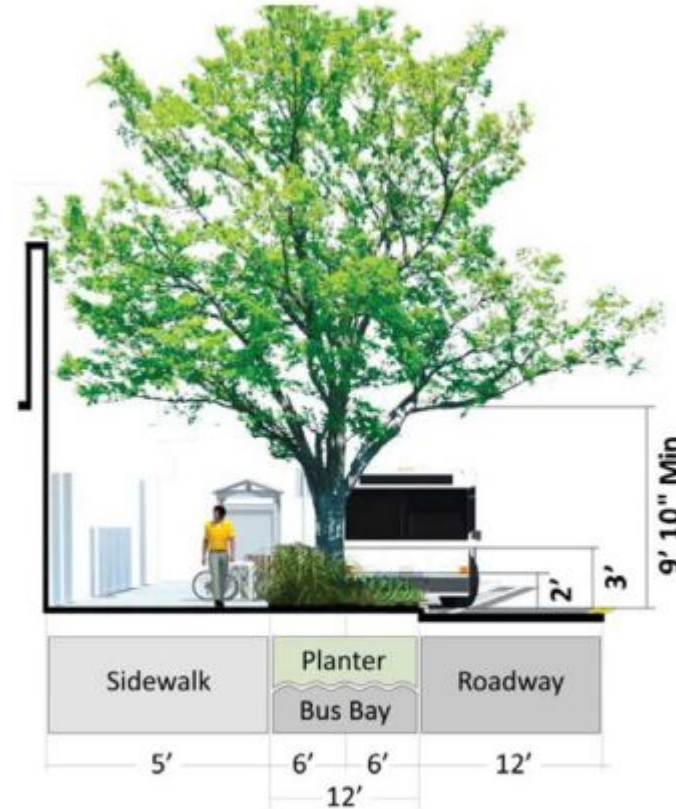 9' 10" Min
3'
2'
Sidewalk
Planter
Bus Bay
Roadway
5'
6'
6'
12'
12'